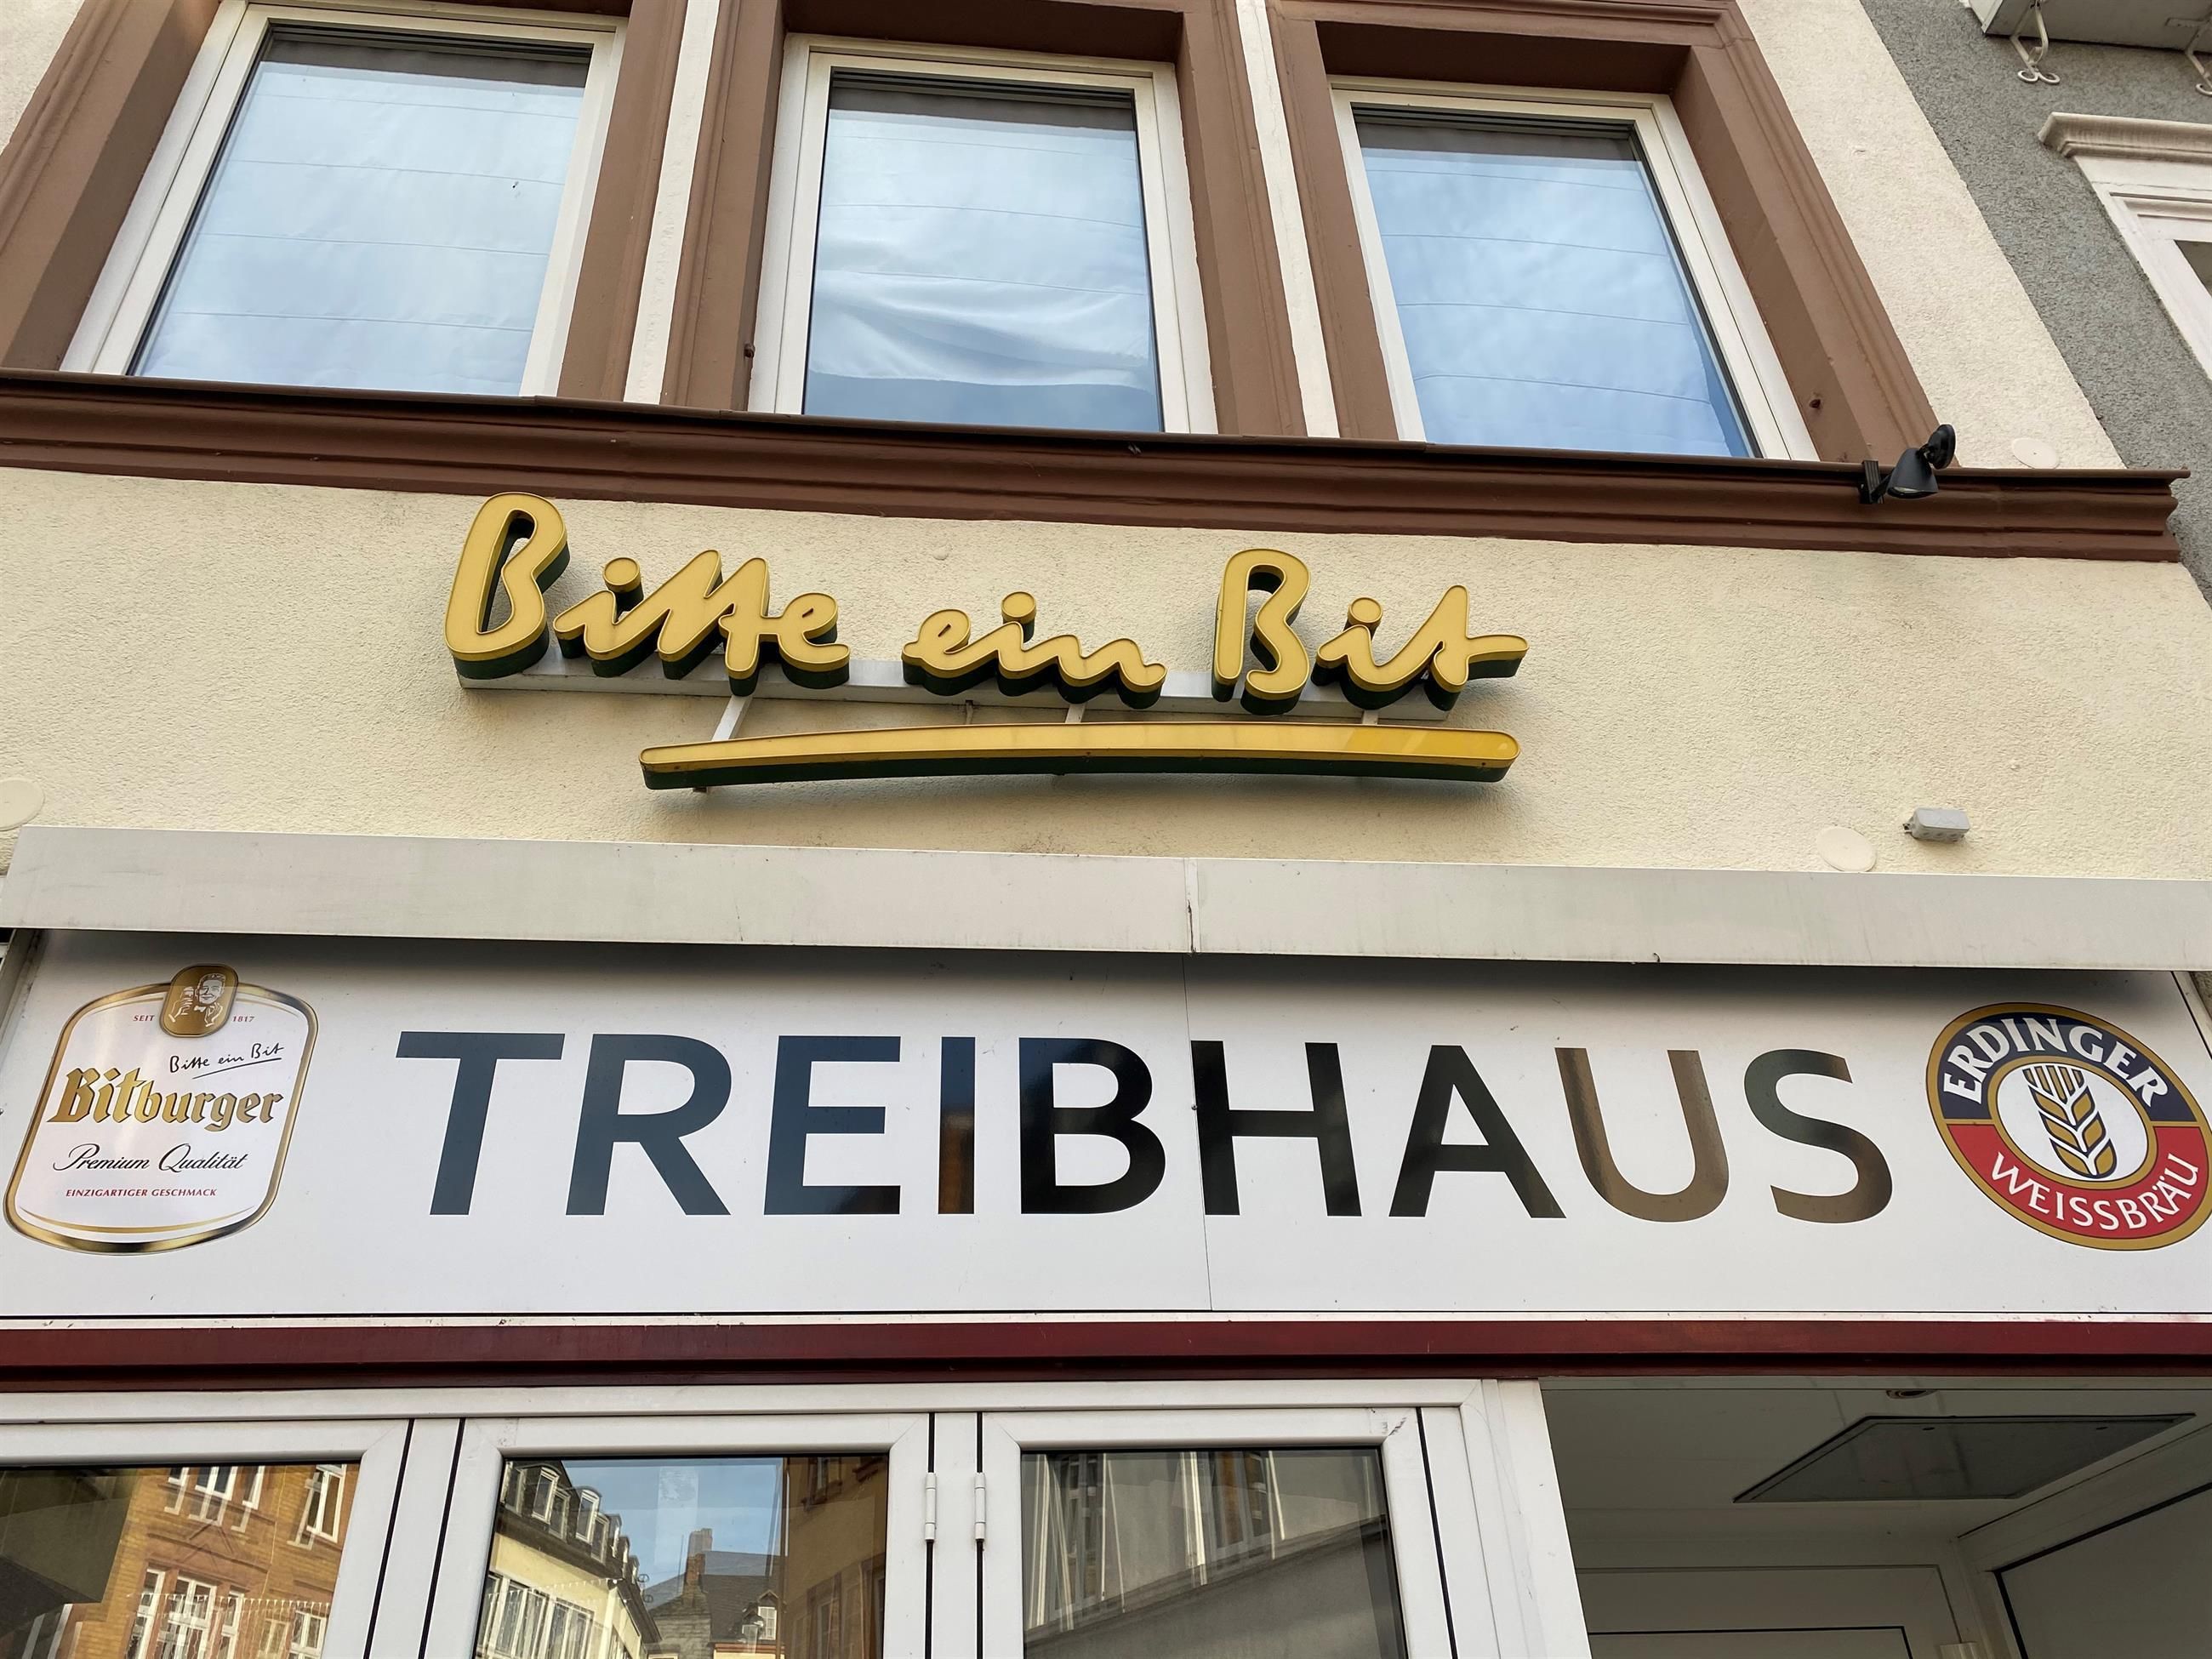 Bitte ein Bit
SEIT 1817
Bitte ein Bit
Bitburger
Premium Qualität
EINZIGARTIGER GESCHMACK
TREIBHAUS
ERDINGER
WEISSBRÄU